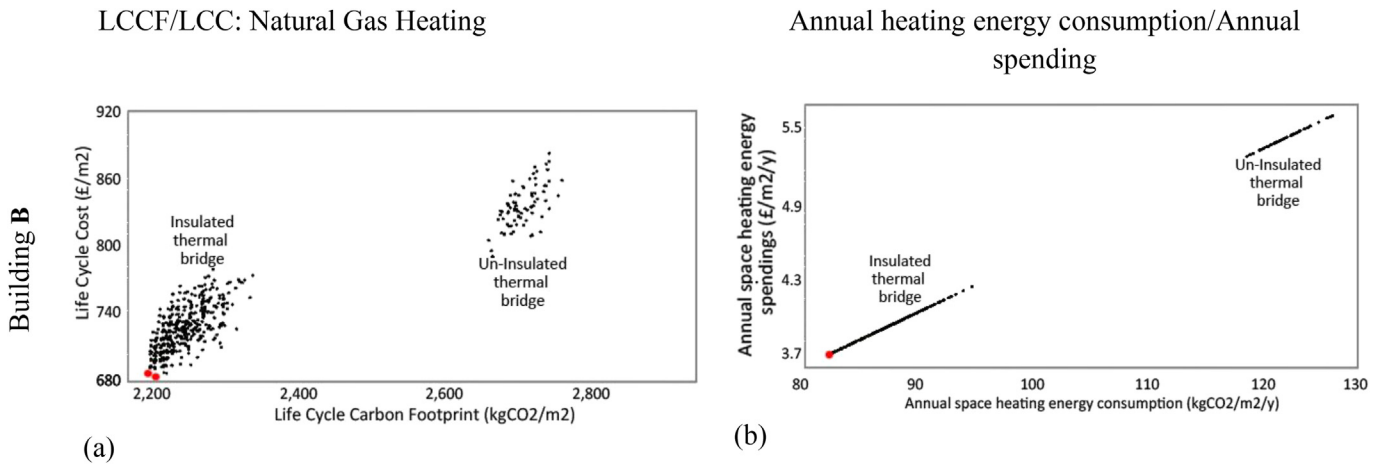 LCCF/LCC: Natural Gas Heating
Annual heating energy consumption/Annual
spending
Building B
Life Cycle Cost (£/m2)
920
860
800
740
680
Insulated
thermal
bridge
Un-Insulated
thermal
bridge
2,200
2,400
2,600
2,800
Life Cycle Carbon Footprint (kgCO2/m2)
(a)
Annual space heating energy
spendings (£/m2/y)
5.5
4.9
4.3
3.7
Un-Insulated
thermal
bridge
Insulated
thermal
bridge
80
90
100
110
120
130
Annual space heating energy consumption (kgCO2/m2/y)
(b)